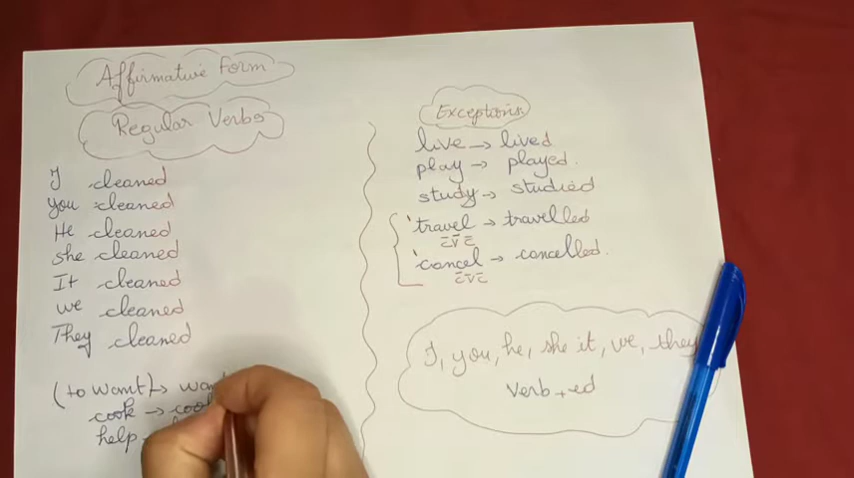 Affirmative Form
Regular Verbs
I cleaned
You cleaned
He cleaned
she cleaned
It cleaned
we cleaned
They cleaned
(to want) →
cook →
help
Exceptions
live → lived
play → played.
study → studied
'travel → travelled
CVC
'cancel → cancelled.
CVC
I, you, he, she it, we, they
Verb + ed